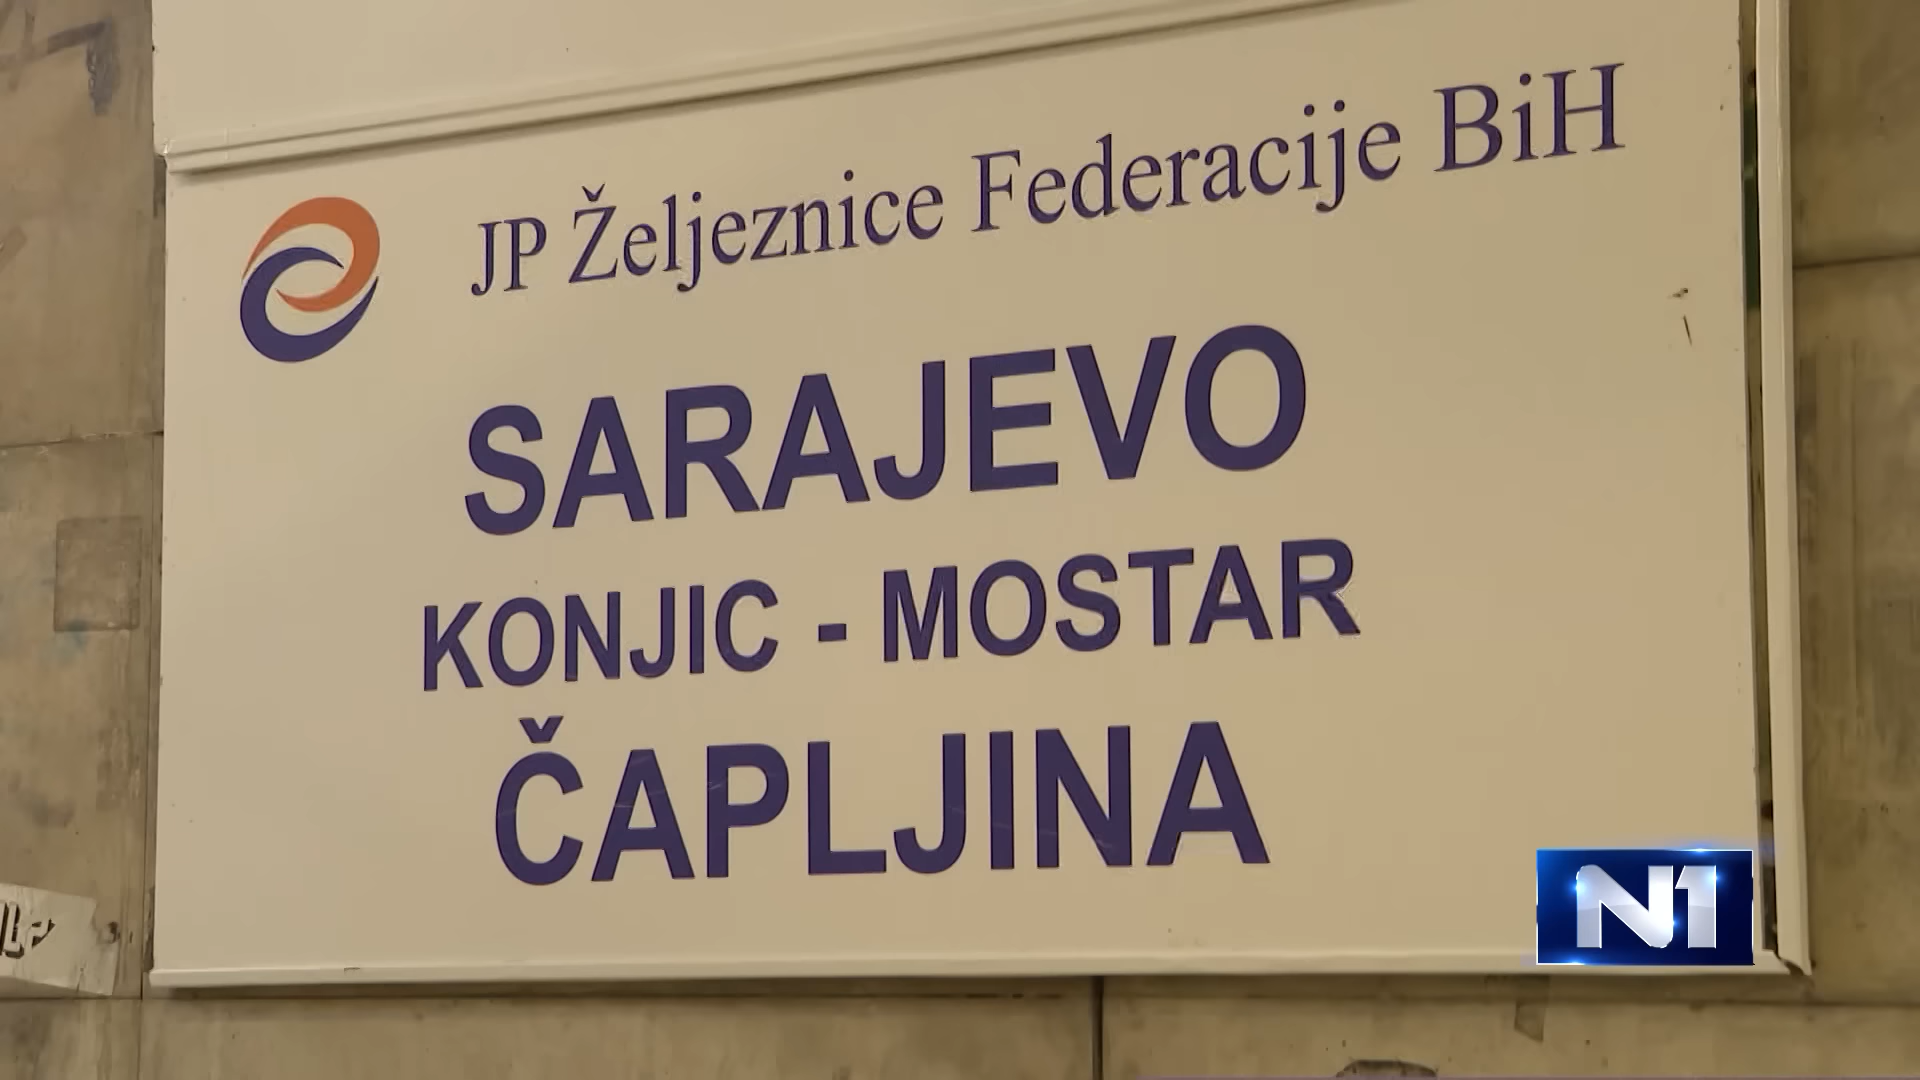 JP Željeznice Federacije BiH
SARAJEVO
KONJIC - MOSTAR
ČAPLJINA
N1